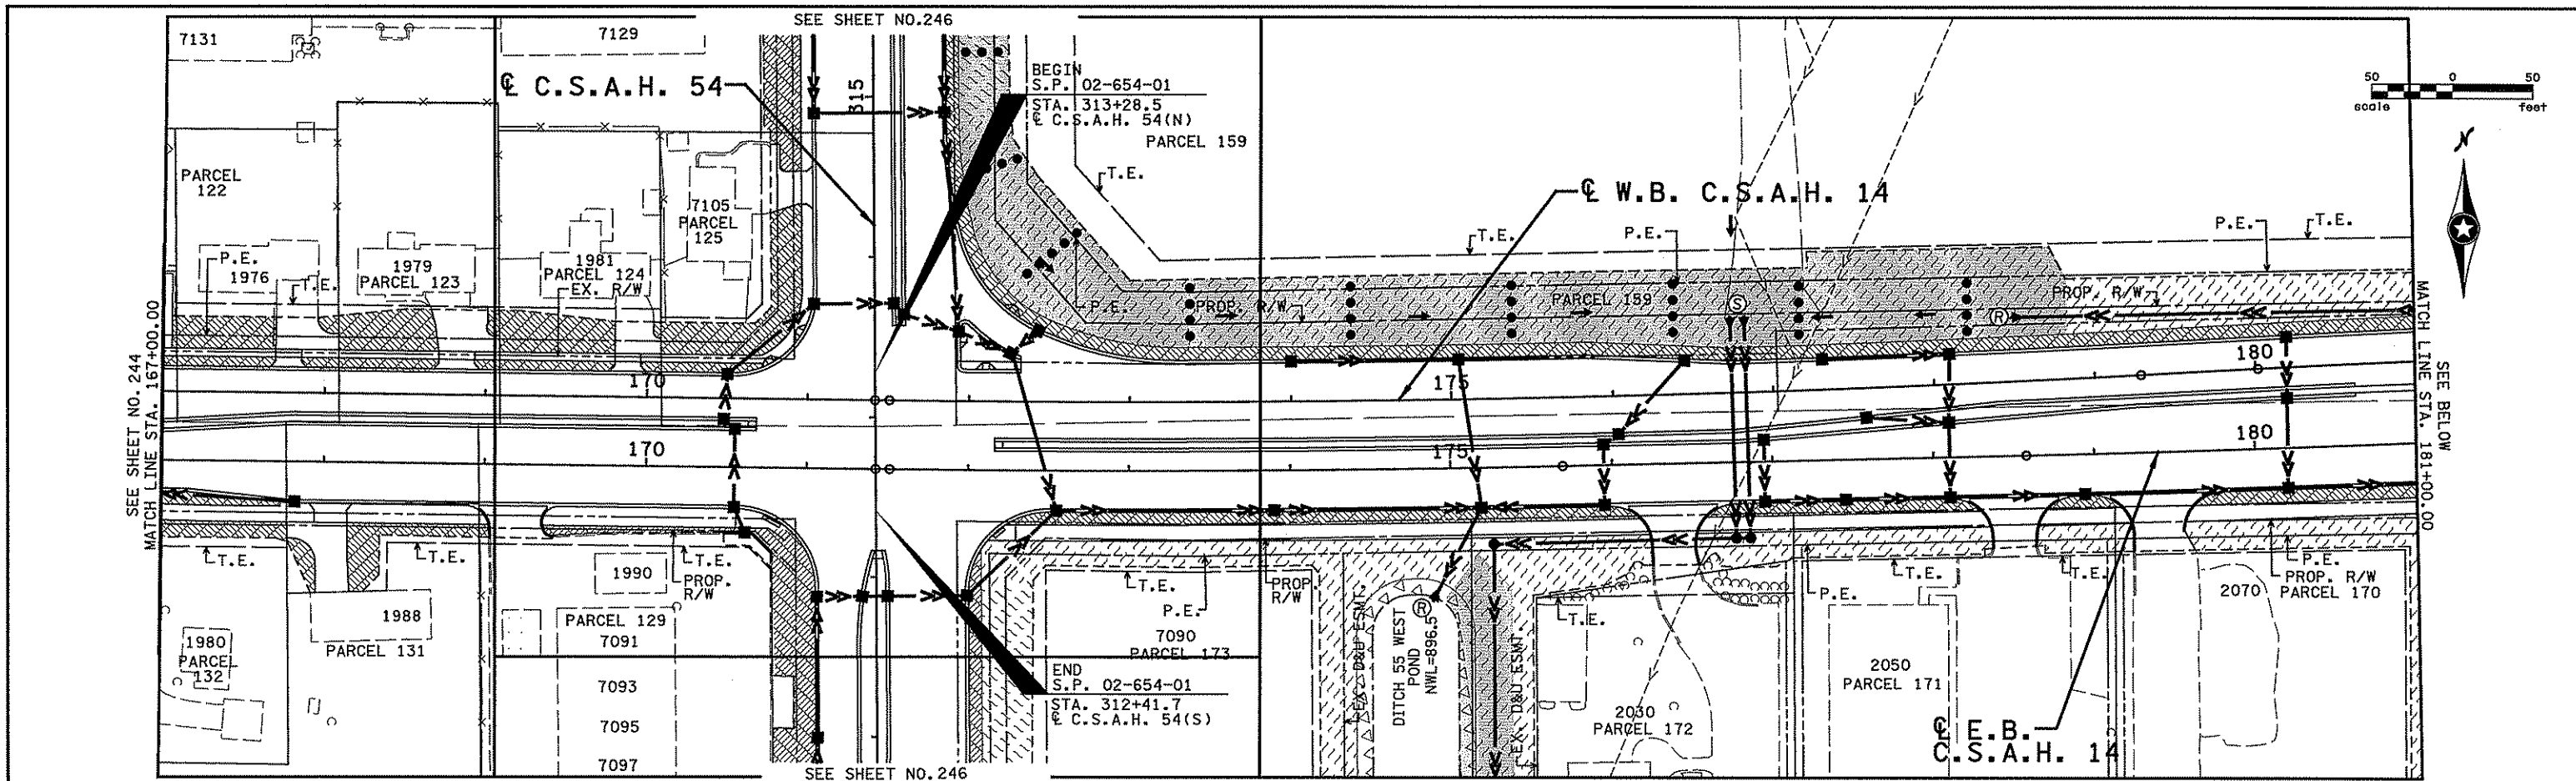 SEE SHEET NO.246
7131
7129
℄ C.S.A.H. 54
315
BEGIN
S.P. 02-654-01
STA. 313+28.5
℄ C.S.A.H. 54(N)
PARCEL 159
T.E.
50 0 50
scale feet
N
PARCEL
122
7105
PARCEL
125
℄ W.B. C.S.A.H. 14
P.E.
1976
T.E.
1979
PARCEL 123
1981
PARCEL 124
EX. R/W
T.E.
P.E.
P.E.
T.E.
P.E.
PROP. R/W
PARCEL 159
S
R
PROP. R/W
SEE SHEET NO. 244
MATCH LINE STA. 167+00.00
MATCH LINE STA. 181+00.00
SEE BELOW
170
175
180
170
175
180
T.E.
T.E.
1990
T.E.
PROP.
R/W
T.E.
P.E.
PROP.
R/W
EX. D&U ESMT.
DITCH 55 WEST
POND
NWL=896.5
R
EX. D&U ESMT.
T.E.
T.E.
P.E.
T.E.
P.E.
PROP. R/W
PARCEL 170
2070
1980
PARCEL
132
1988
PARCEL 131
PARCEL 129
7091
7093
7095
7097
7090
PARCEL 173
END
S.P. 02-654-01
STA. 312+41.7
℄ C.S.A.H. 54(S)
2030
PARCEL 172
2050
PARCEL 171
℄ E.B.
C.S.A.H. 14
SEE SHEET NO.246